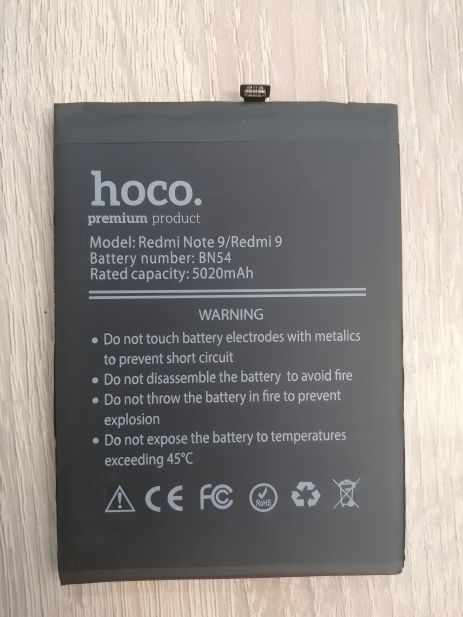 hoco.
premium product
Model: Redmi Note 9/Redmi 9
Battery number: BN54
Rated capacity: 5020mAh
WARNING
• Do not touch battery electrodes with metalics
to prevent short circuit
• Do not disassemble the battery to avoid fire
• Do not throw the battery in fire to prevent
explosion
• Do not expose the battery to temperatures
exceeding 45°C
CE FC RoHS